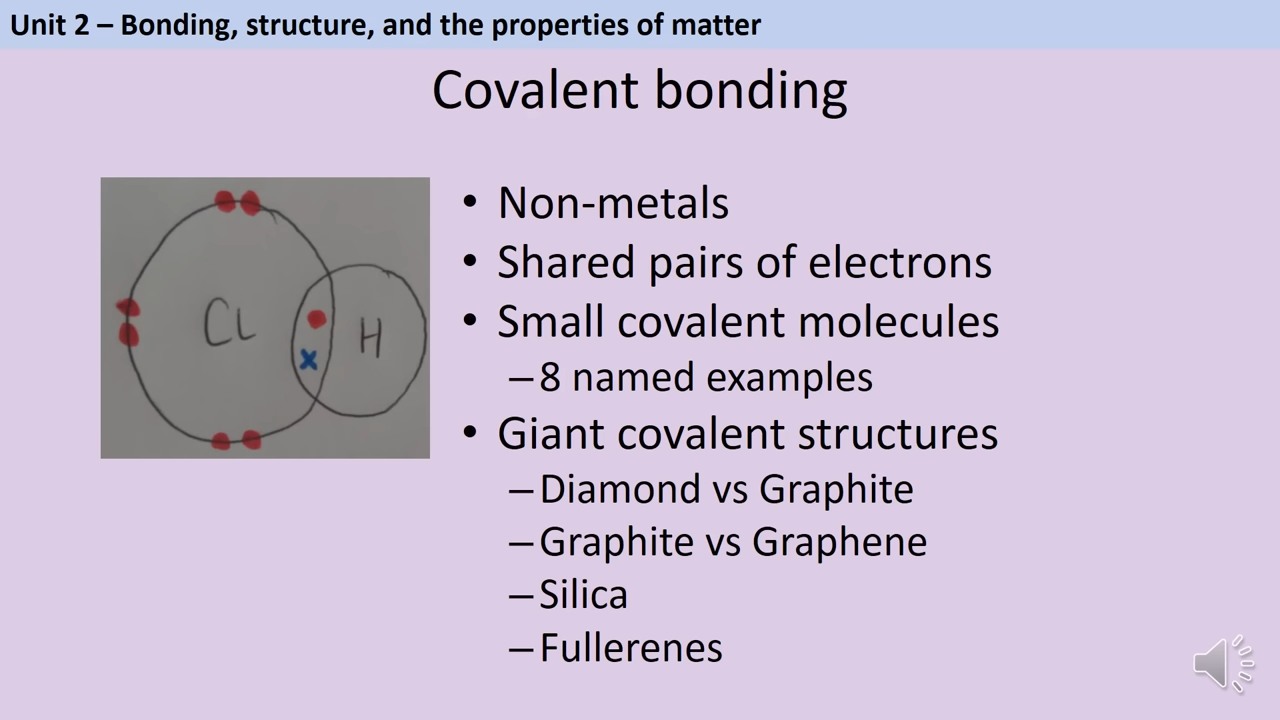 Unit 2 – Bonding, structure, and the properties of matter
Covalent bonding
Cl
H
• Non-metals
• Shared pairs of electrons
• Small covalent molecules
–8 named examples
• Giant covalent structures
–Diamond vs Graphite
–Graphite vs Graphene
–Silica
–Fullerenes